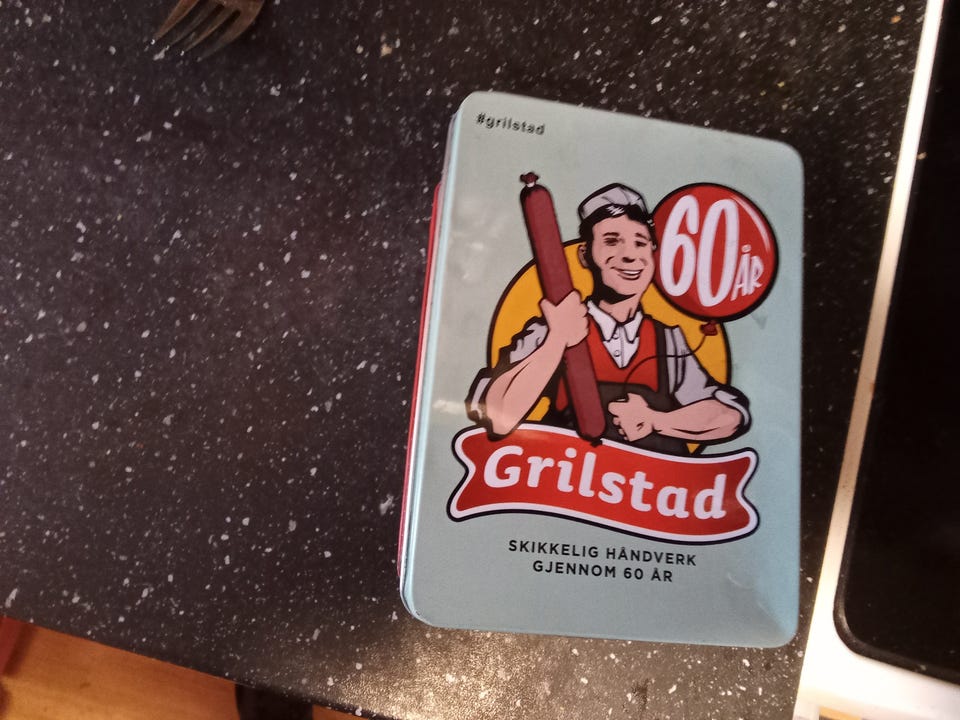 #grilstad
60 ÅR
Grilstad
SKIKKELIG HÅNDVERK
GJENNOM 60 ÅR